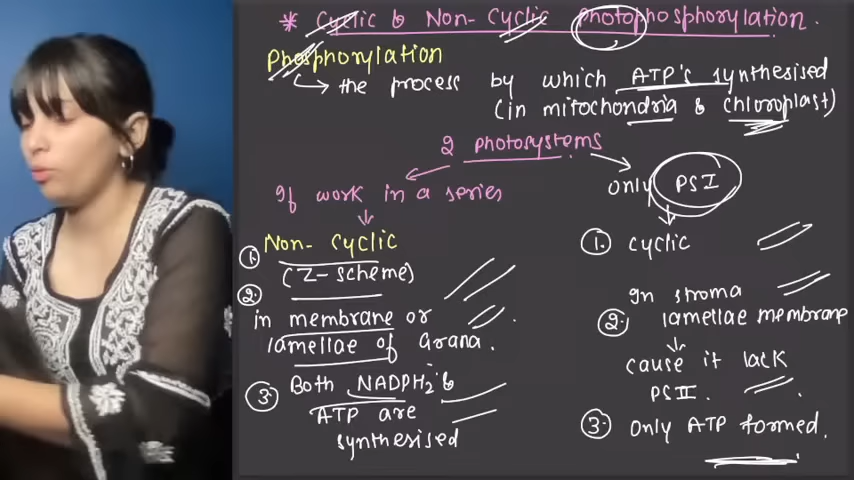 * Cyclic & Non-Cyclic Photophosphorylation.
Phosphorylation
↳ the process by which ATP's synthesised
(in mitochondria & chloroplast)
2 photosystems
If work in a series
Non-Cyclic
1.
(Z-scheme)
2.
in membrane or
lamellae of Grana.
3. Both NADPH2 &
ATP are
synthesised
only PSI
1. cyclic
In stroma
2. lamellae membrane
cause it lack
PSII.
3. Only ATP formed.